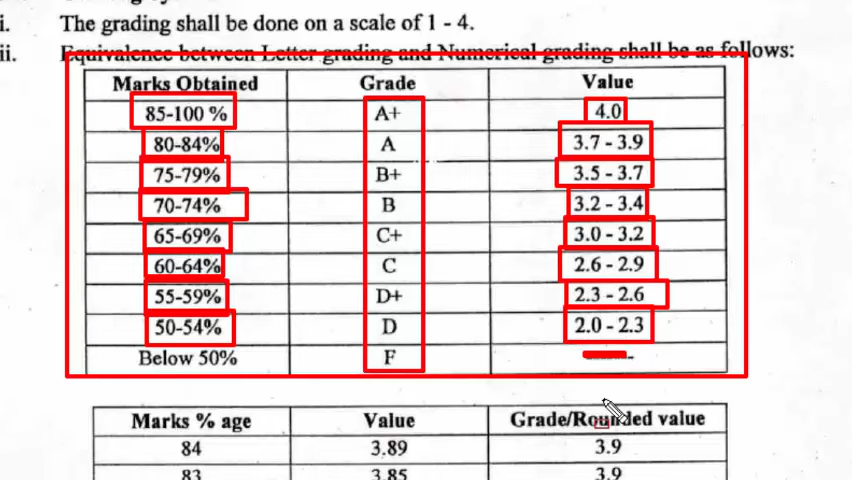 i. The grading shall be done on a scale of 1 - 4.
ii. Equivalence between Letter grading and Numerical grading shall be as follows:
Marks Obtained Grade Value
85-100 % A+ 4.0
80-84% A 3.7 - 3.9
75-79% B+ 3.5 - 3.7
70-74% B 3.2 - 3.4
65-69% C+ 3.0 - 3.2
60-64% C 2.6 - 2.9
55-59% D+ 2.3 - 2.6
50-54% D 2.0 - 2.3
Below 50% F
Marks % age Value Grade/Rounded value
84 3.89 3.9
83 3.85 3.9